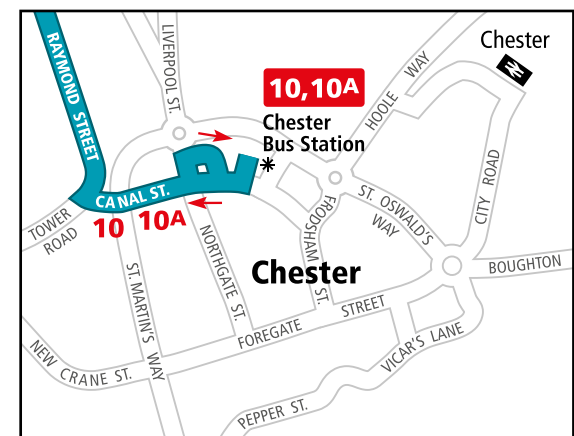 Chester
RAYMOND STREET
LIVERPOOL ST.
HOOLE WAY
10,10A
Chester
Bus Station
*
CANAL ST.
TOWER
ROAD
10
10A
FRODSHAM ST.
ST. OSWALD'S
WAY
CITY ROAD
NORTHGATE ST.
ST. MARTIN'S WAY
Chester
BOUGHTON
FOREGATE STREET
NEW CRANE ST.
VICAR'S LANE
PEPPER ST.